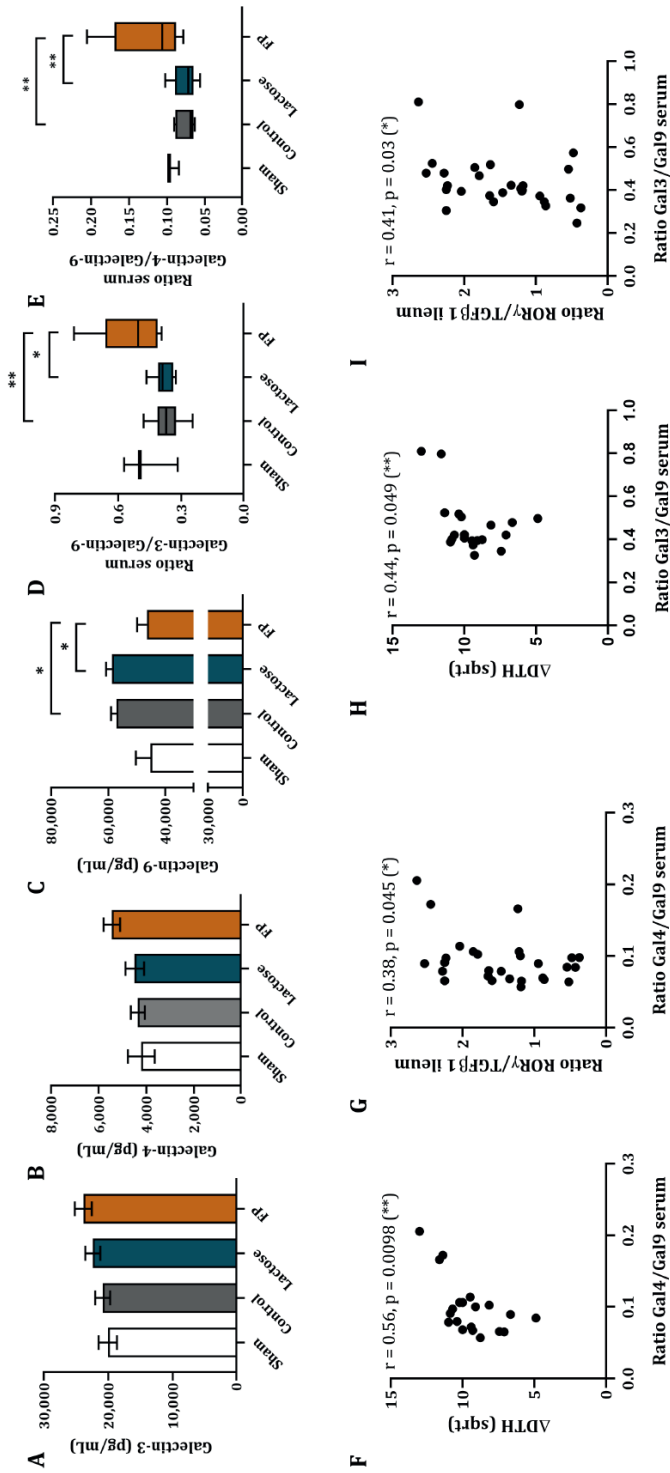 A
Galectin-3 (pg/mL)
30,000
20,000
10,000
0
Sham
Control
Lactose
FP
B
Galectin-4 (pg/mL)
8,000
6,000
4,000
2,000
0
Sham
Control
Lactose
FP
C
Galectin-9 (pg/mL)
80,000
60,000
40,000
30,000
0
*
*
Sham
Control
Lactose
FP
D
Ratio serum
Galectin-3/Galectin-9
0.9
0.6
0.3
0.0
**
*
Sham
Control
Lactose
FP
E
Ratio serum
Galectin-4/Galectin-9
0.25
0.20
0.15
0.10
0.05
0.00
**
**
Sham
Control
Lactose
FP
F
ΔDTH (sqrt)
15
10
5
0
r = 0.56, p = 0.0098 (**)
0.0
0.1
0.2
0.3
Ratio Gal4/Gal9 serum
G
Ratio RORγ/TGFβ1 ileum
3
2
1
0
r = 0.38, p = 0.045 (*)
0.0
0.1
0.2
0.3
Ratio Gal4/Gal9 serum
H
ΔDTH (sqrt)
15
10
5
0
r = 0.44, p = 0.049 (**)
0.0
0.2
0.4
0.6
0.8
1.0
Ratio Gal3/Gal9 serum
I
Ratio RORγ/TGFβ1 ileum
3
2
1
0
r = 0.41, p = 0.03 (*)
0.0
0.2
0.4
0.6
0.8
1.0
Ratio Gal3/Gal9 serum